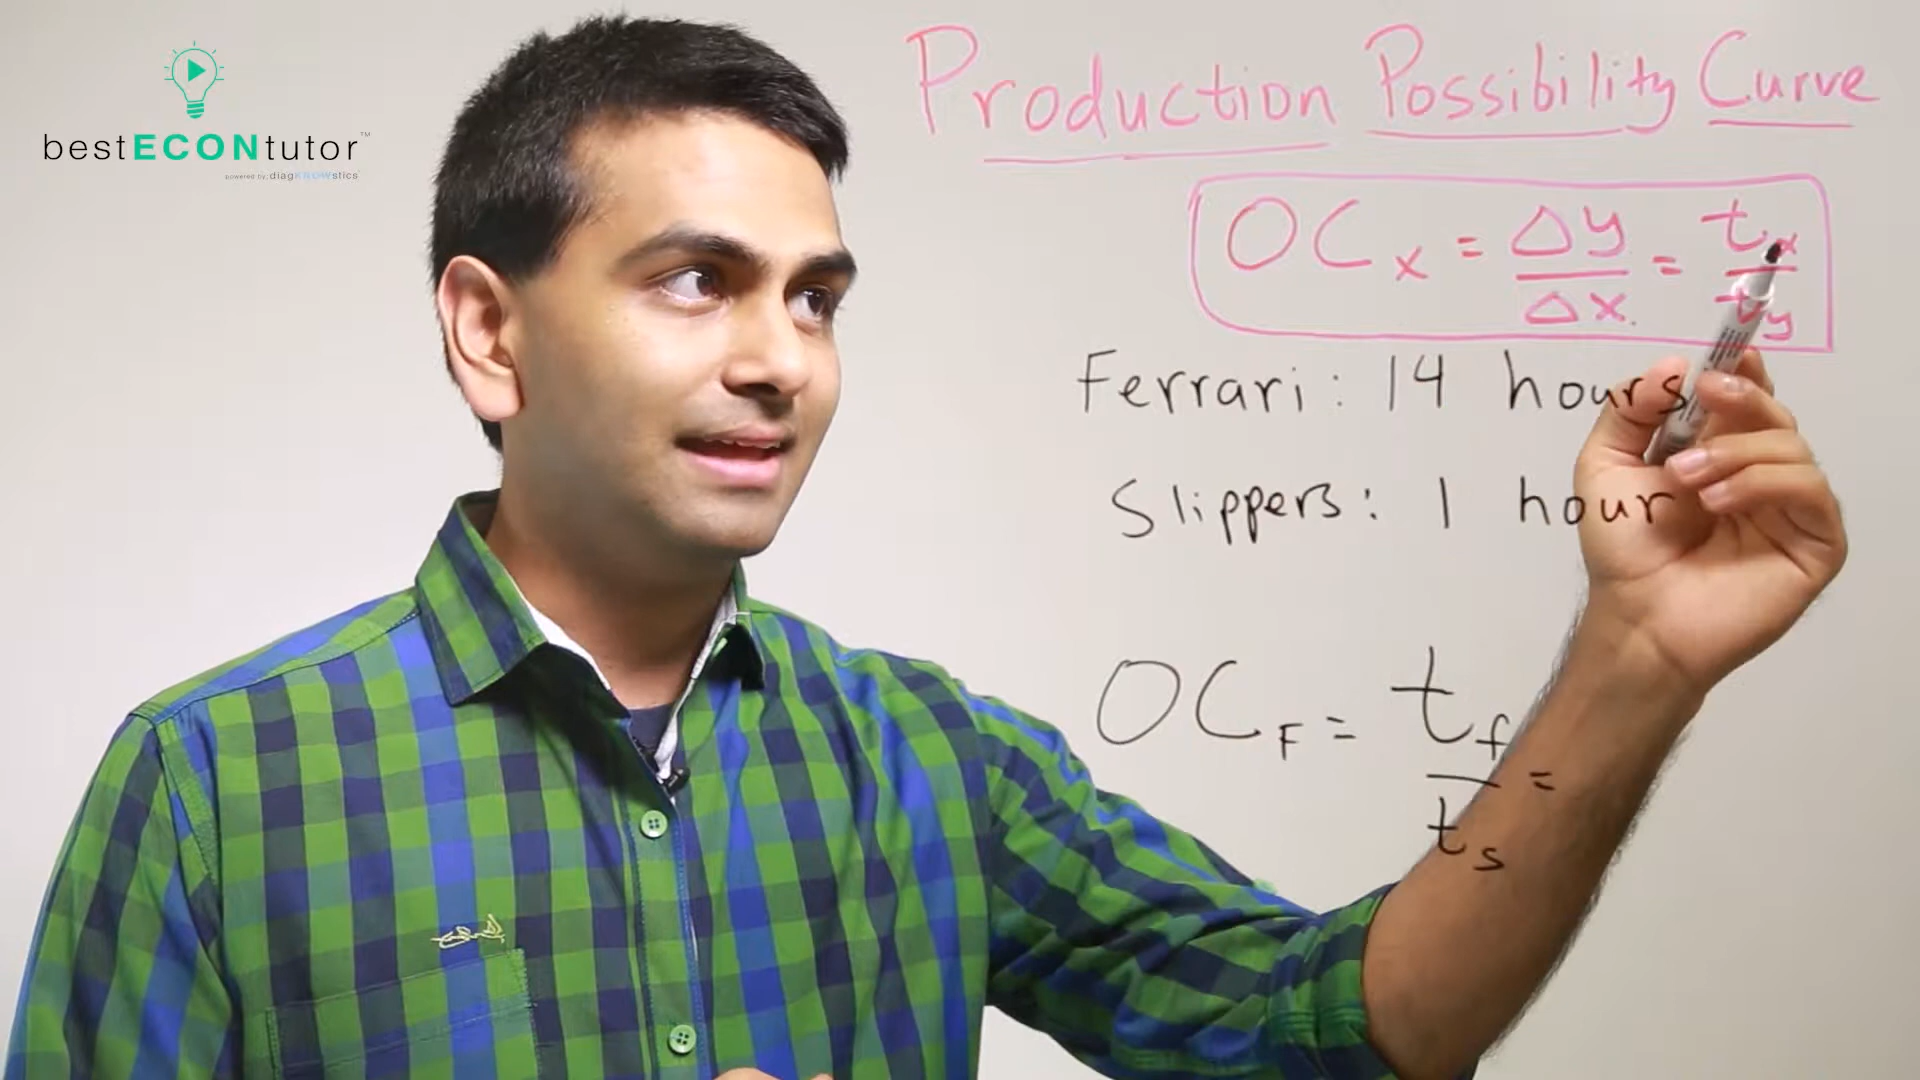 bestECONtutor™
powered by: diagKNOWstics
Production Possibility Curve
OCx = Δy/Δx = tx/ty
Ferrari: 14 hours
Slippers: 1 hour
OCF = tf/ts =